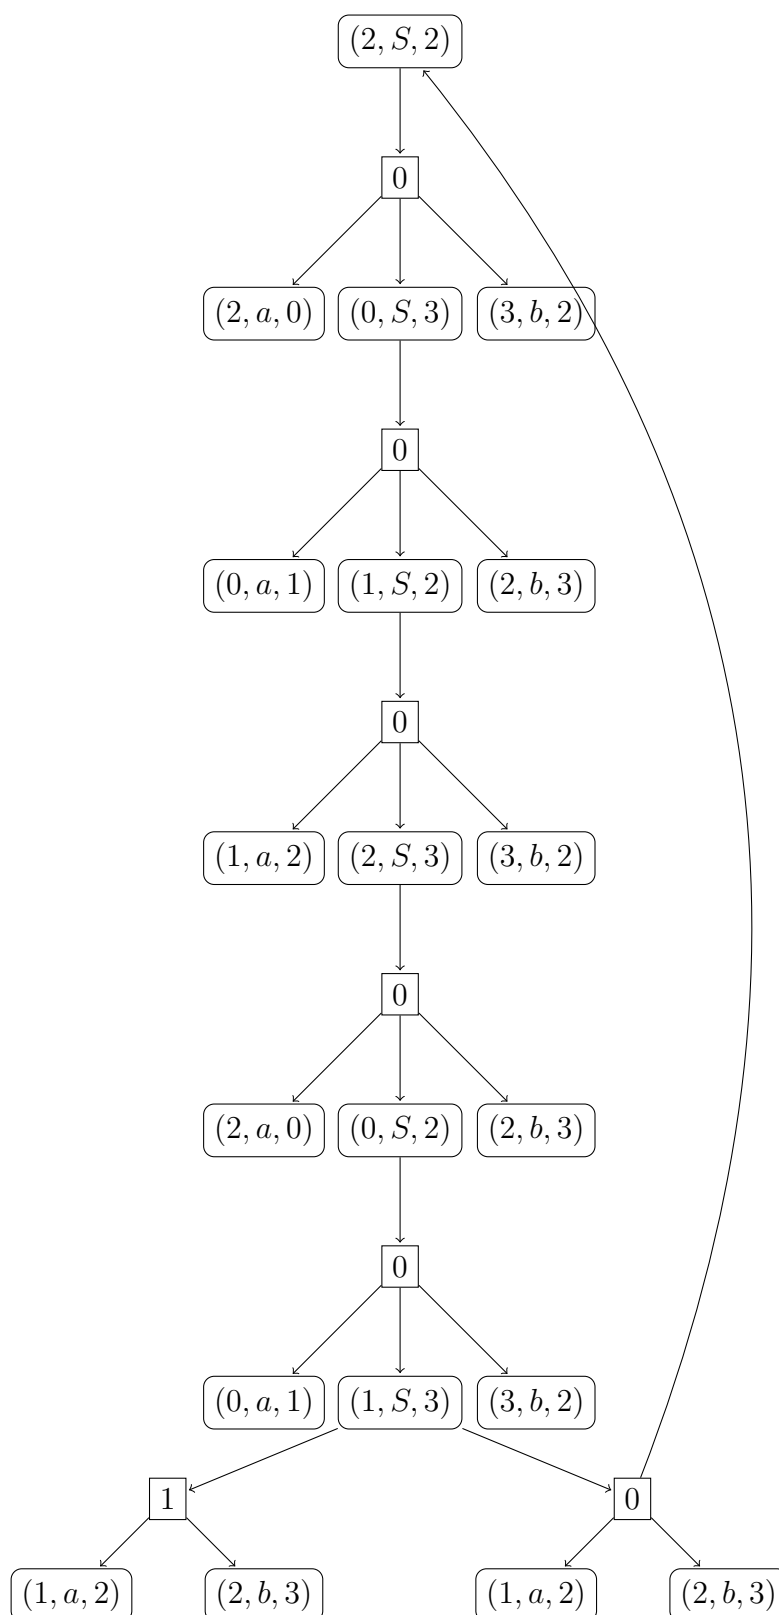 (2, S, 2)
0
(2, a, 0) (0, S, 3) (3, b, 2)
0
(0, a, 1) (1, S, 2) (2, b, 3)
0
(1, a, 2) (2, S, 3) (3, b, 2)
0
(2, a, 0) (0, S, 2) (2, b, 3)
0
(0, a, 1) (1, S, 3) (3, b, 2)
1 0
(1, a, 2) (2, b, 3) (1, a, 2) (2, b, 3)